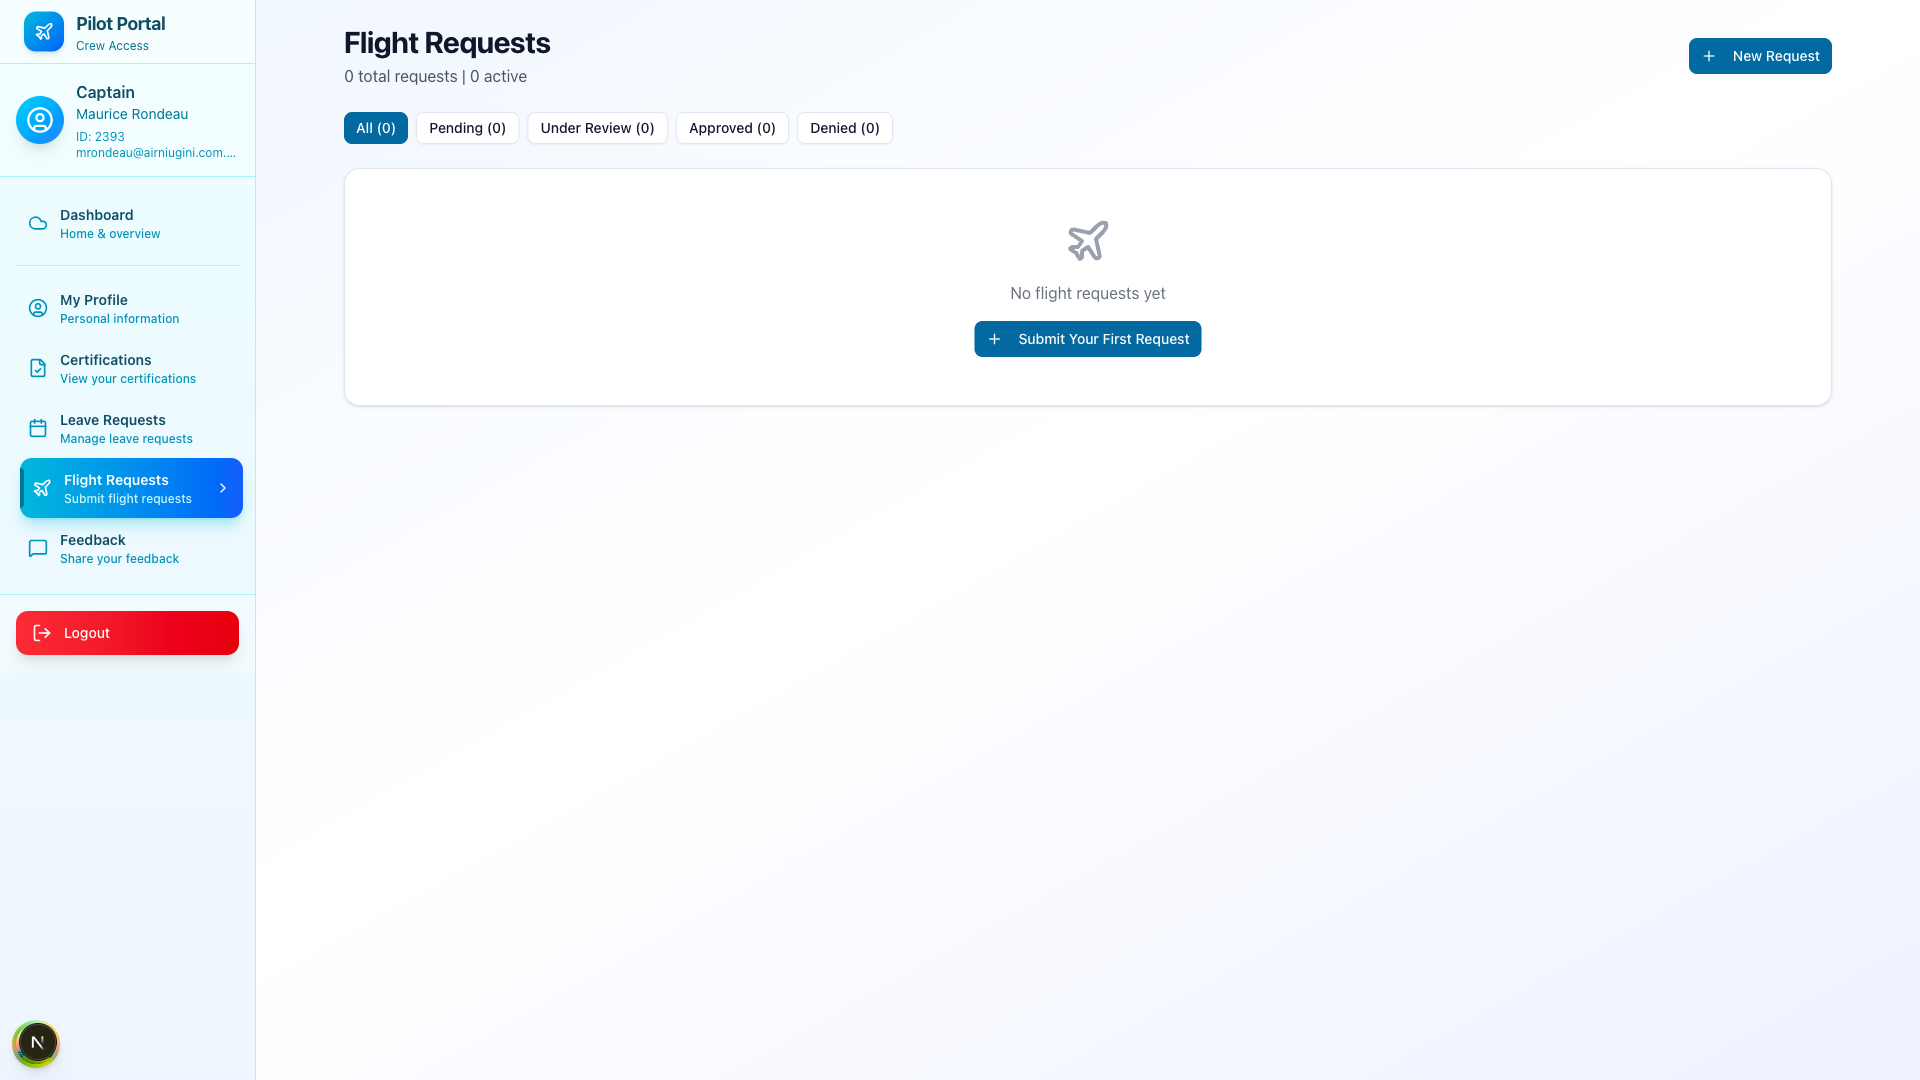 Pilot Portal
Crew Access
Captain
Maurice Rondeau
ID: 2393
mrondeau@airniugini.com....
Dashboard
Home & overview
My Profile
Personal information
Certifications
View your certifications
Leave Requests
Manage leave requests
Flight Requests
Submit flight requests
Feedback
Share your feedback
Logout
N
Flight Requests
0 total requests | 0 active
New Request
All (0) Pending (0) Under Review (0) Approved (0) Denied (0)
No flight requests yet
Submit Your First Request